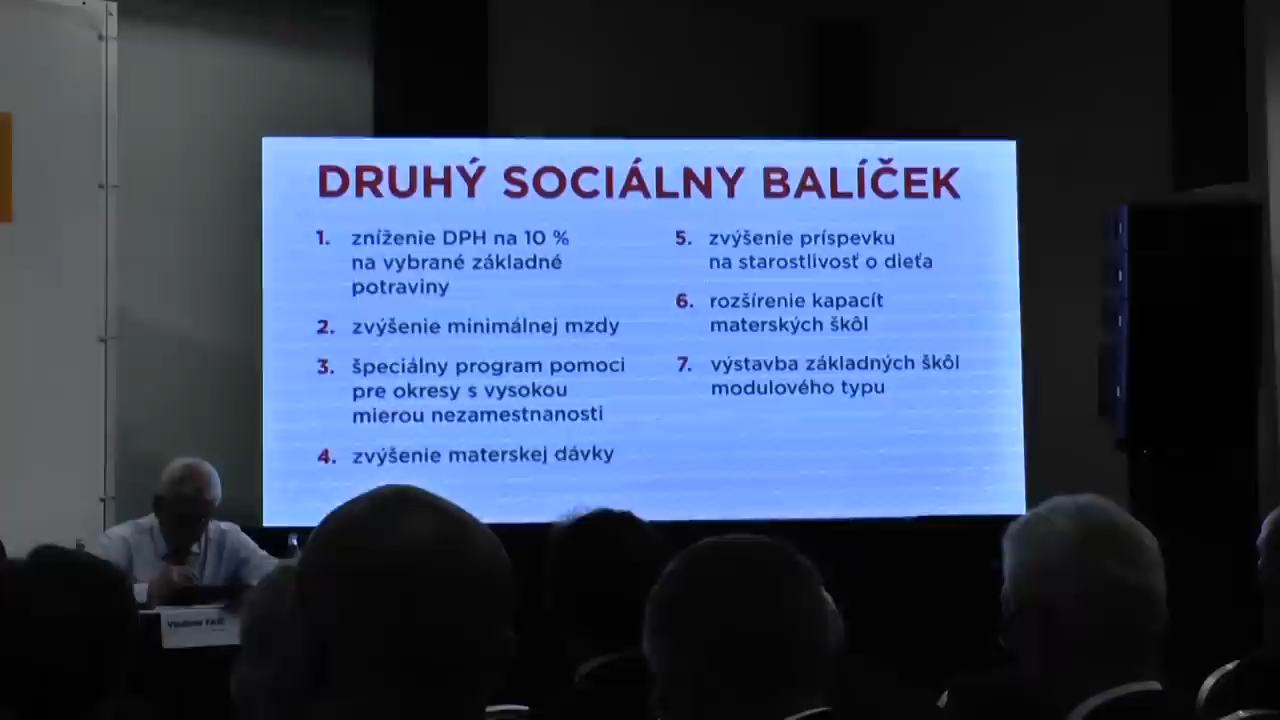 DRUHÝ SOCIÁLNY BALÍČEK
1. zníženie DPH na 10 %
na vybrané základné
potraviny
2. zvýšenie minimálnej mzdy
3. špeciálny program pomoci
pre okresy s vysokou
mierou nezamestnanosti
4. zvýšenie materskej dávky
5. zvýšenie príspevku
na starostlivosť o dieťa
6. rozšírenie kapacít
materských škôl
7. výstavba základných škôl
modulového typu